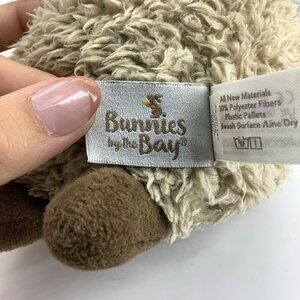 Bunnies
by The Bay®
All New Materials
Polyester Fibers
Plastic Pellets
Surface /Line Dry